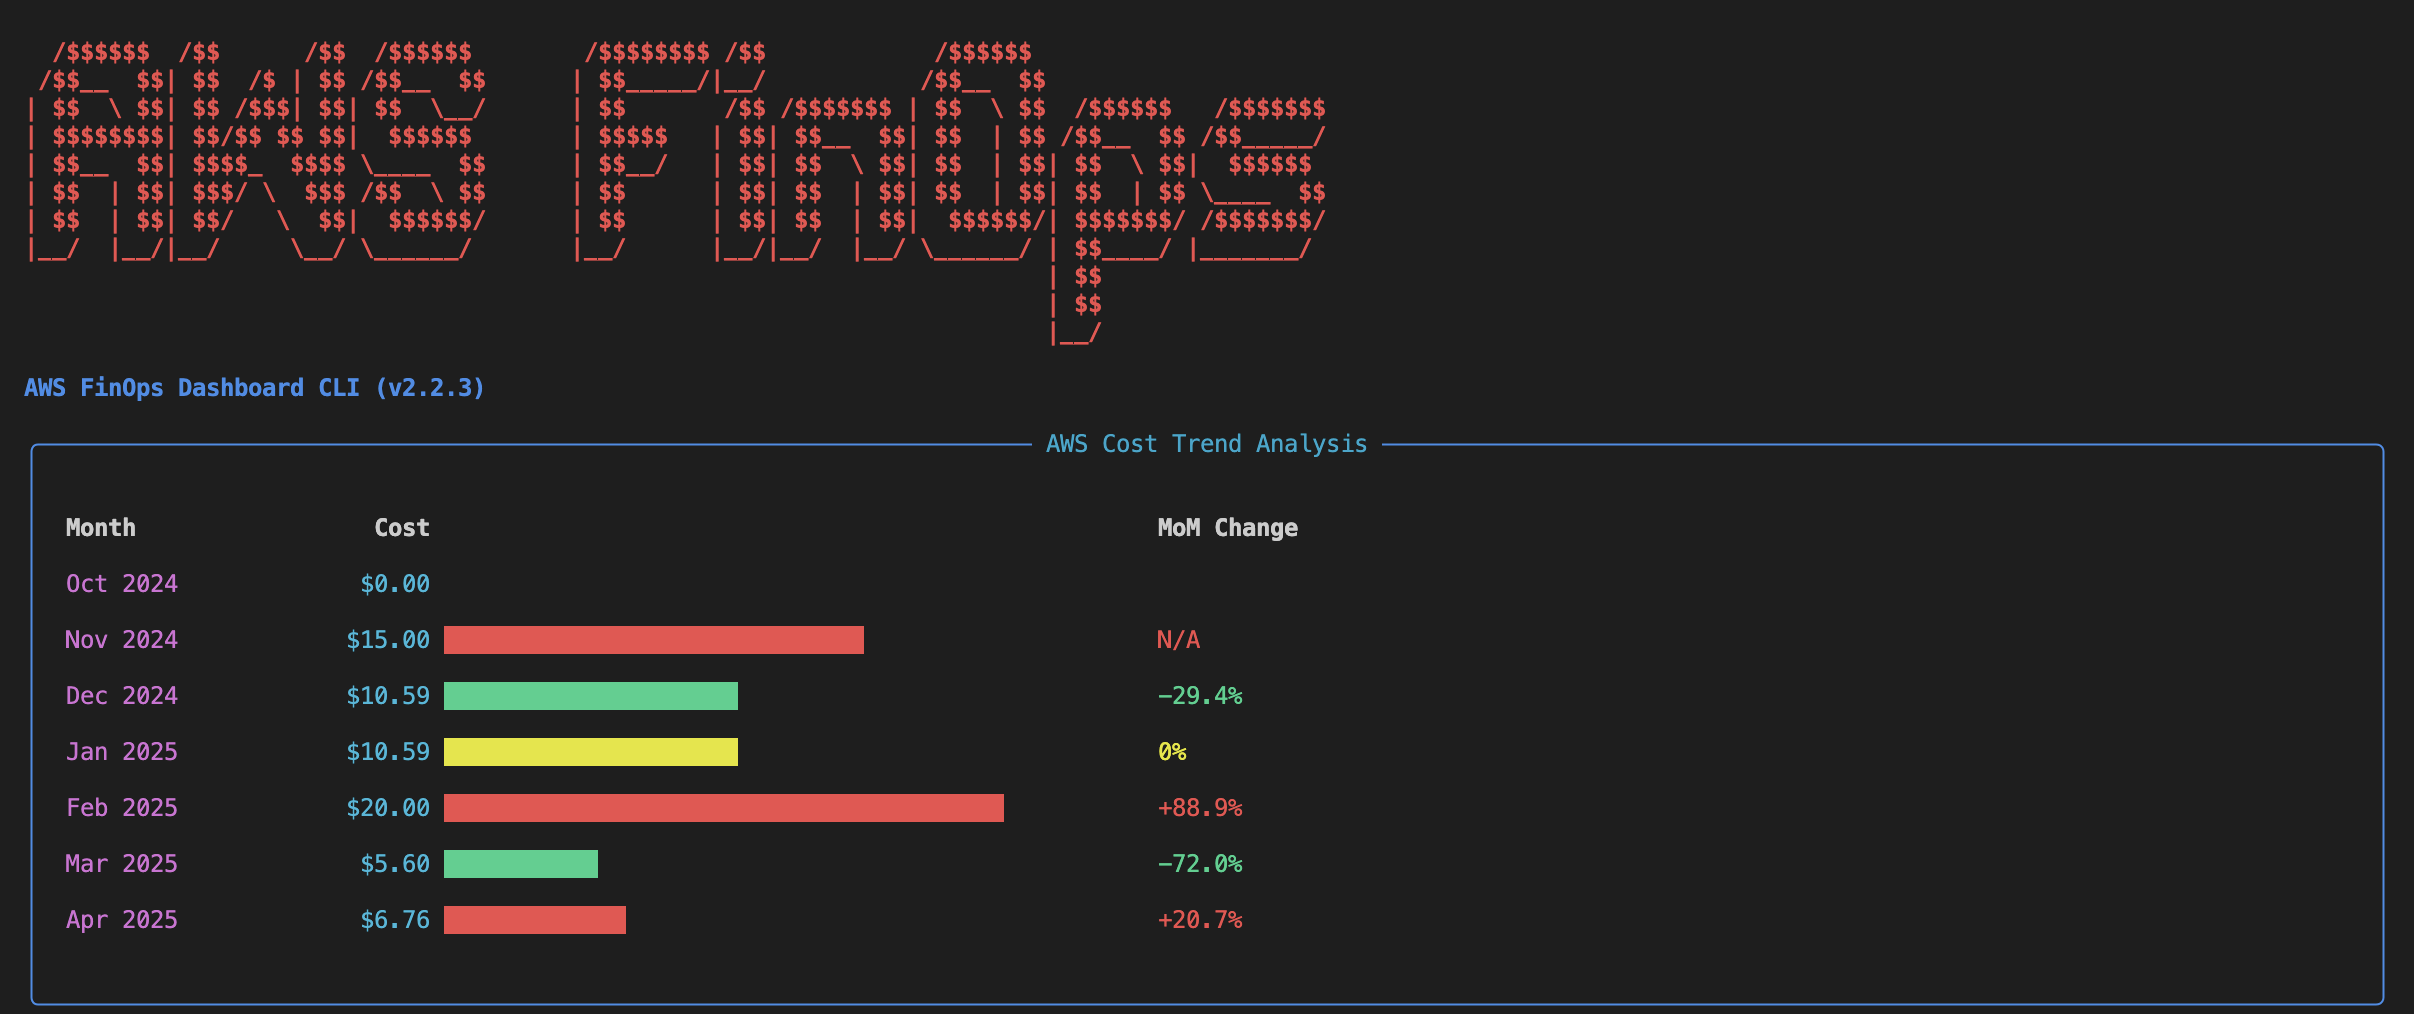 AWS FinOps
AWS FinOps Dashboard CLI (v2.2.3)
AWS Cost Trend Analysis
Month Cost MoM Change
Oct 2024 $0.00
Nov 2024 $15.00 N/A
Dec 2024 $10.59 -29.4%
Jan 2025 $10.59 0%
Feb 2025 $20.00 +88.9%
Mar 2025 $5.60 -72.0%
Apr 2025 $6.76 +20.7%